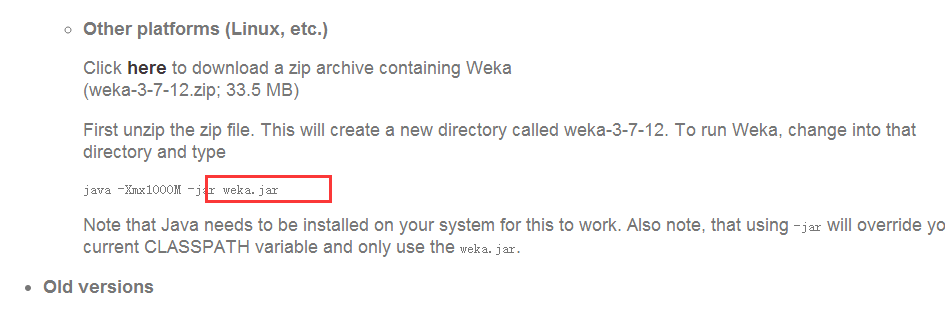 Other platforms (Linux, etc.)
Click here to download a zip archive containing Weka
(weka-3-7-12.zip; 33.5 MB)
First unzip the zip file. This will create a new directory called weka-3-7-12. To run Weka, change into that
directory and type
java -Xmx1000M -jar weka.jar
Note that Java needs to be installed on your system for this to work. Also note, that using -jar will override yo
current CLASSPATH variable and only use the weka.jar.
Old versions